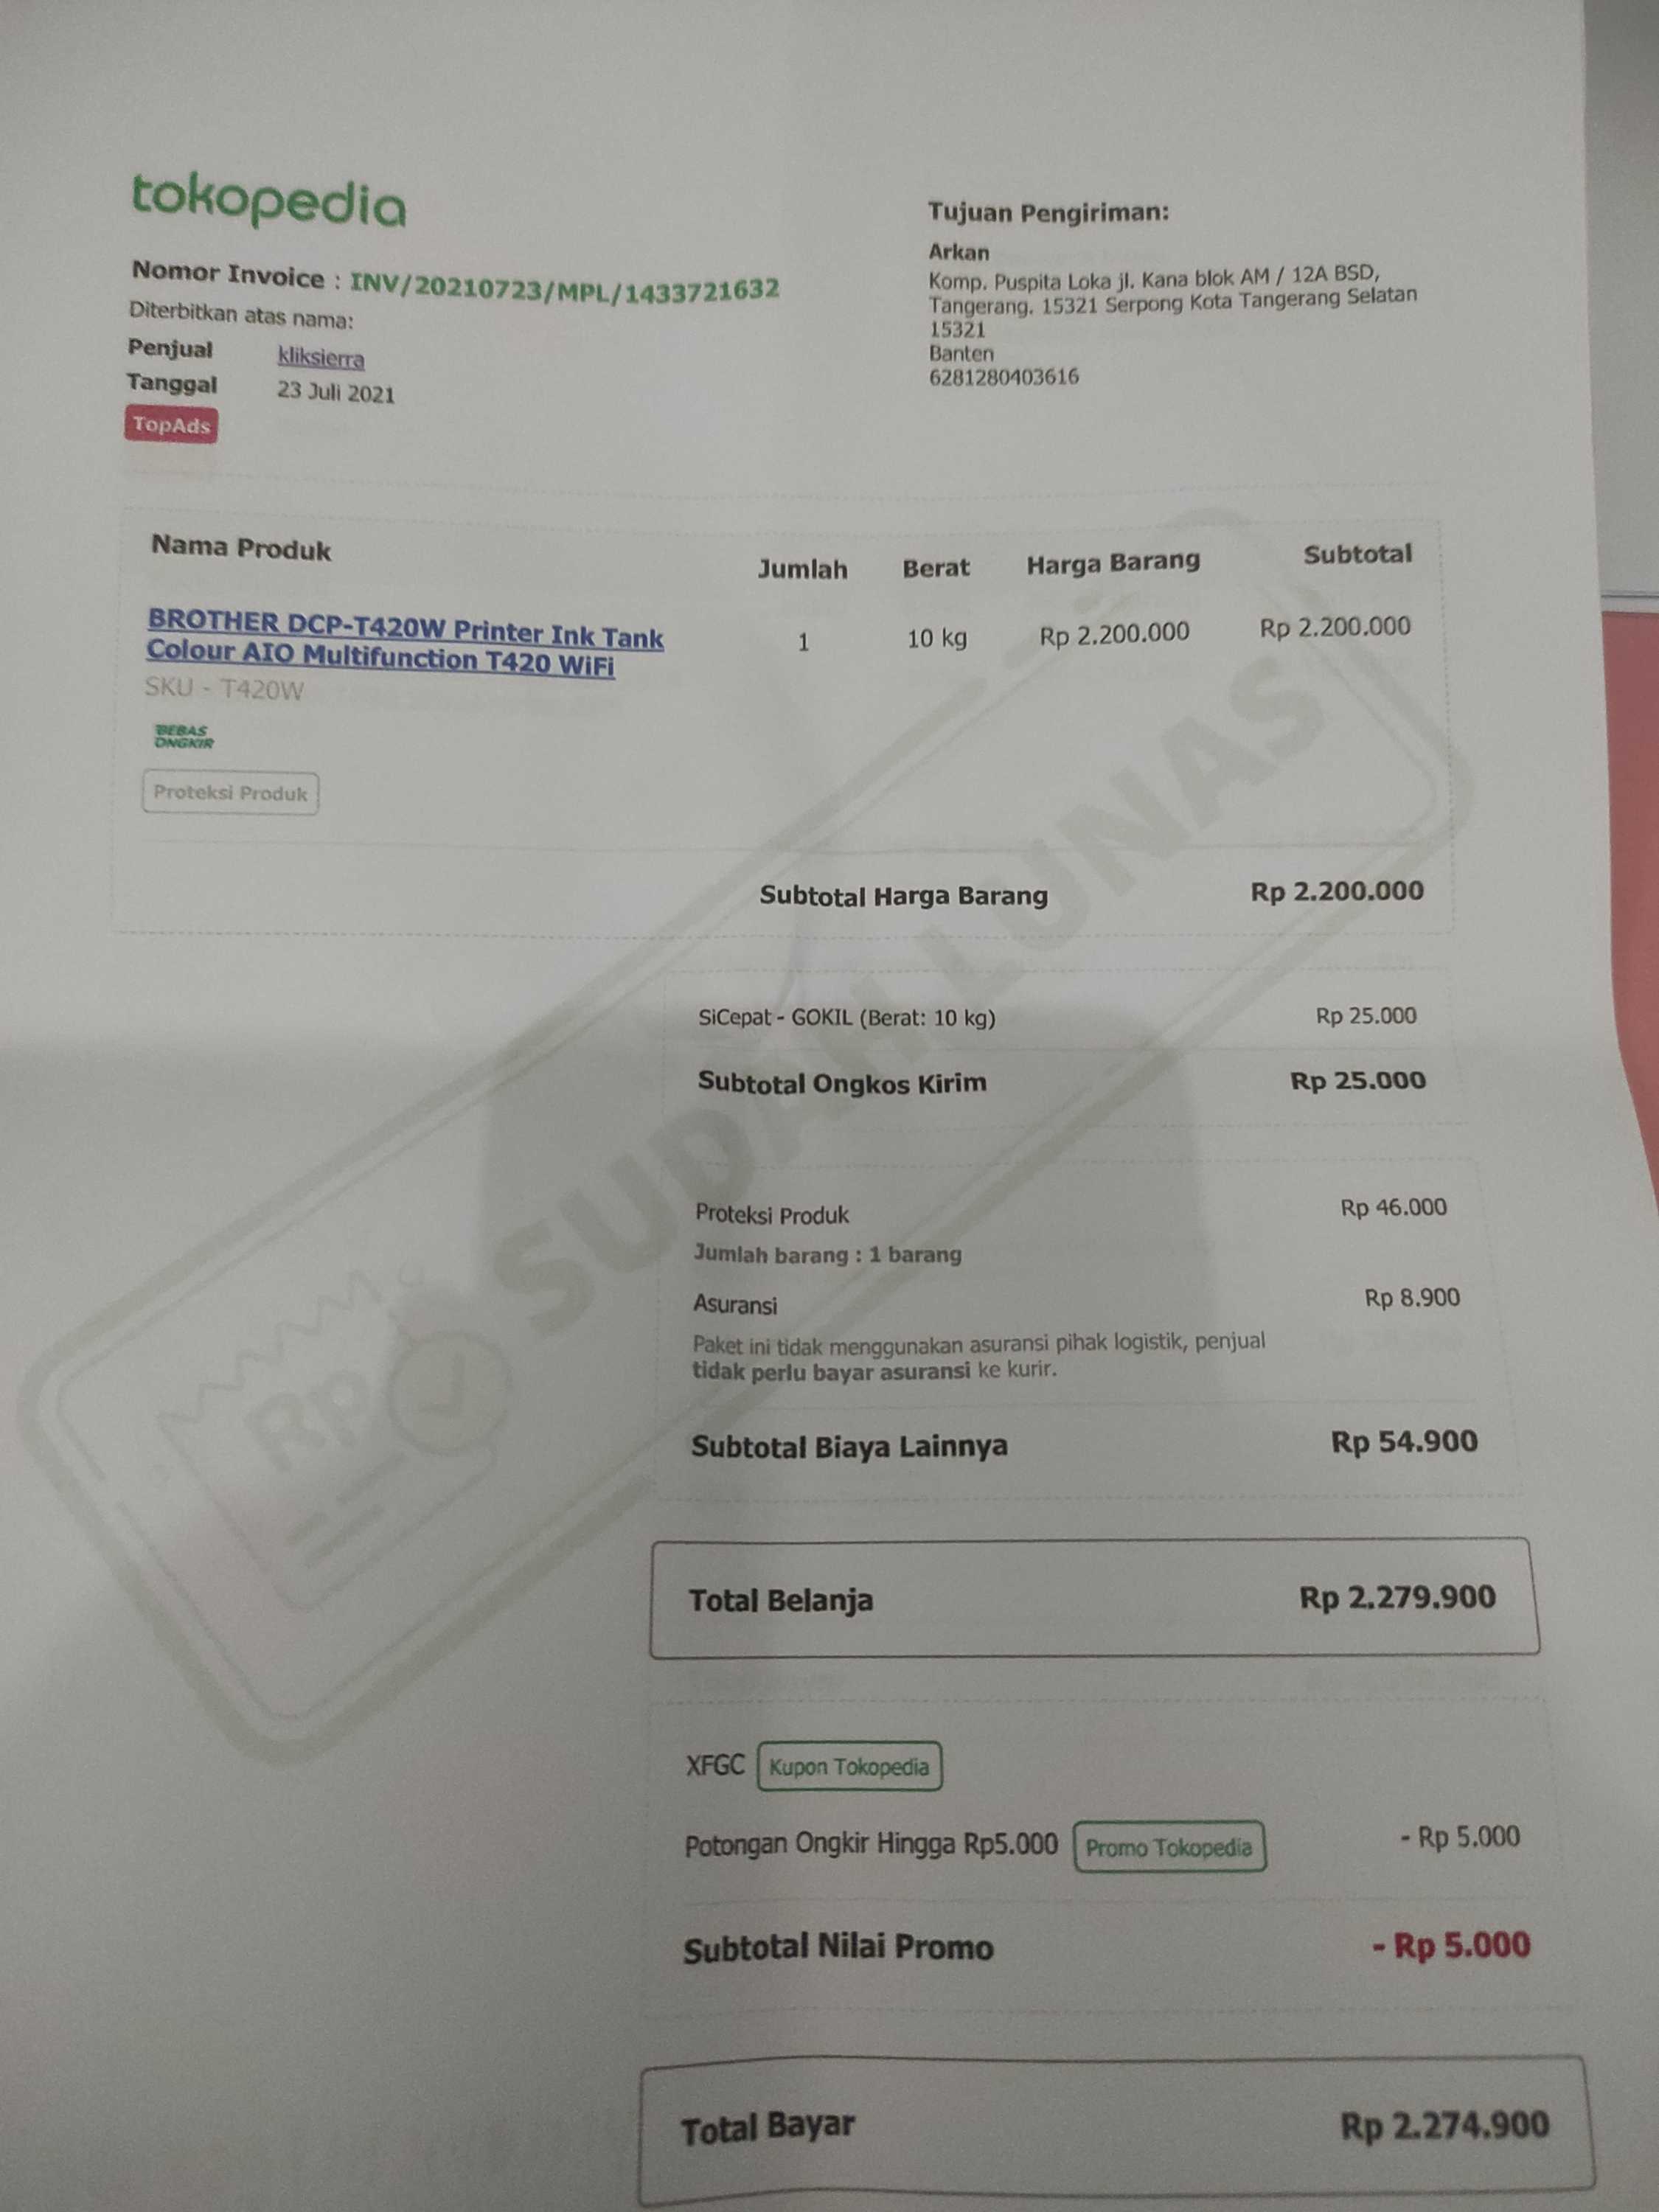 tokopedia
Nomor Invoice : INV/20210723/MPL/1433721632
Diterbitkan atas nama:
Penjual kliksierra
Tanggal 23 Juli 2021
TopAds
Tujuan Pengiriman:
Arkan
Komp. Puspita Loka jl. Kana blok AM / 12A BSD,
Tangerang. 15321 Serpong Kota Tangerang Selatan
15321
Banten
6281280403616
Nama Produk Jumlah Berat Harga Barang Subtotal
BROTHER DCP-T420W Printer Ink Tank
Colour AIO Multifunction T420 WiFi
1 10 kg Rp 2.200.000 Rp 2.200.000
SKU - T420W
BEBAS
ONGKIR
Proteksi Produk
Subtotal Harga Barang Rp 2.200.000
SiCepat - GOKIL (Berat: 10 kg) Rp 25.000
Subtotal Ongkos Kirim Rp 25.000
Proteksi Produk Rp 46.000
Jumlah barang : 1 barang
Asuransi Rp 8.900
Paket ini tidak menggunakan asuransi pihak logistik, penjual
tidak perlu bayar asuransi ke kurir.
Subtotal Biaya Lainnya Rp 54.900
Total Belanja Rp 2.279.900
XFGC Kupon Tokopedia
Potongan Ongkir Hingga Rp5.000 Promo Tokopedia - Rp 5.000
Subtotal Nilai Promo - Rp 5.000
Total Bayar Rp 2.274.900
Rp SUDAH LUNAS